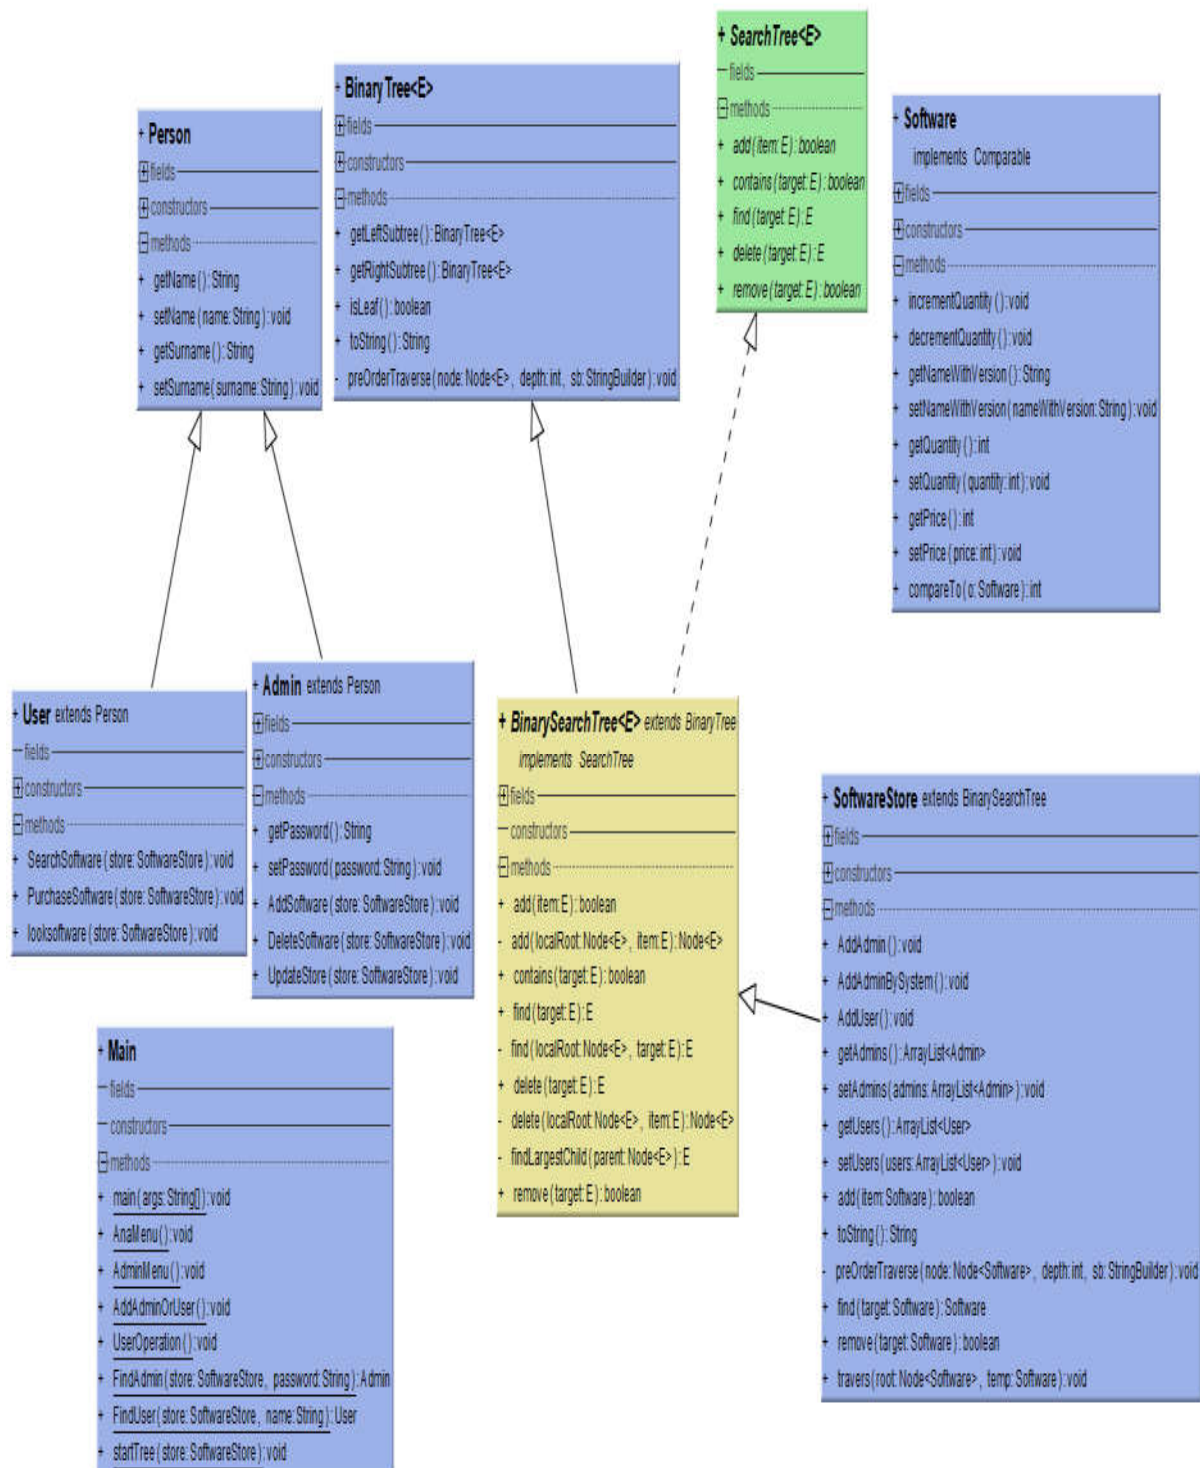 + Person
fields
constructors
methods
+ getName():String
+ setName(name:String):void
+ getSurname():String
+ setSurname(surname:String):void
+ BinaryTree<E>
fields
constructors
methods
+ getLeftSubtree():BinaryTree<E>
+ getRightSubtree():BinaryTree<E>
+ isLeaf():boolean
+ toString():String
- preOrderTraverse(node:Node<E>, depth:int, sb:StringBuilder):void
+ SearchTree<E>
fields
methods
+ add(item:E):boolean
+ contains(target:E):boolean
+ find(target:E):E
+ delete(target:E):E
+ remove(target:E):boolean
+ Software
implements Comparable
fields
constructors
methods
+ incrementQuantity():void
+ decrementQuantity():void
+ getNameWithVersion():String
+ setNameWithVersion(nameWithVersion:String):void
+ getQuantity():int
+ setQuantity(quantity:int):void
+ getPrice():int
+ setPrice(price:int):void
+ compareTo(o:Software):int
+ User extends Person
fields
constructors
methods
+ SearchSoftware(store:SoftwareStore):void
+ PurchaseSoftware(store:SoftwareStore):void
+ looksoftware(store:SoftwareStore):void
+ Admin extends Person
fields
constructors
methods
+ getPassword():String
+ setPassword(password:String):void
+ AddSoftware(store:SoftwareStore):void
+ DeleteSoftware(store:SoftwareStore):void
+ UpdateStore(store:SoftwareStore):void
+ BinarySearchTree<E> extends BinaryTree
implements SearchTree
fields
constructors
methods
+ add(item:E):boolean
- add(localRoot:Node<E>, item:E):Node<E>
+ contains(target:E):boolean
+ find(target:E):E
- find(localRoot:Node<E>, target:E):E
+ delete(target:E):E
- delete(localRoot:Node<E>, item:E):Node<E>
- findLargestChild(parent:Node<E>):E
+ remove(target:E):boolean
+ SoftwareStore extends BinarySearchTree
fields
constructors
methods
+ AddAdmin():void
+ AddAdminBySystem():void
+ AddUser():void
+ getAdmins():ArrayList<Admin>
+ setAdmins(admins:ArrayList<Admin>):void
+ getUsers():ArrayList<User>
+ setUsers(users:ArrayList<User>):void
+ add(item:Software):boolean
+ toString():String
- preOrderTraverse(node:Node<Software>, depth:int, sb:StringBuilder):void
+ find(target:Software):Software
+ remove(target:Software):boolean
+ travers(root:Node<Software>, temp:Software):void
+ Main
fields
constructors
methods
+ main(args:String[]):void
+ AnaMenu():void
+ AdminMenu():void
+ AddAdminOrUser():void
+ UserOperation():void
+ FindAdmin(store:SoftwareStore, password:String):Admin
+ FindUser(store:SoftwareStore, name:String):User
+ startTree(store:SoftwareStore):void